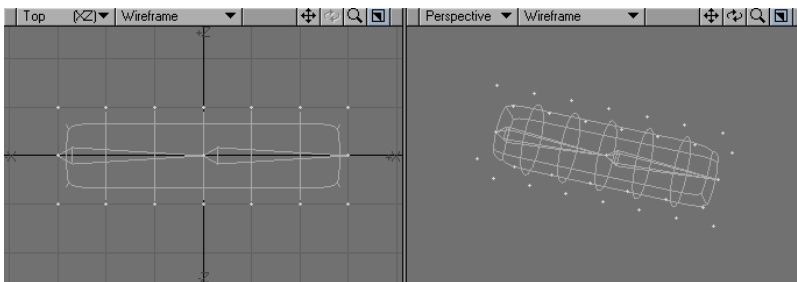 Top (XZ) Wireframe
Perspective Wireframe
+Z
-X
+X
-Z